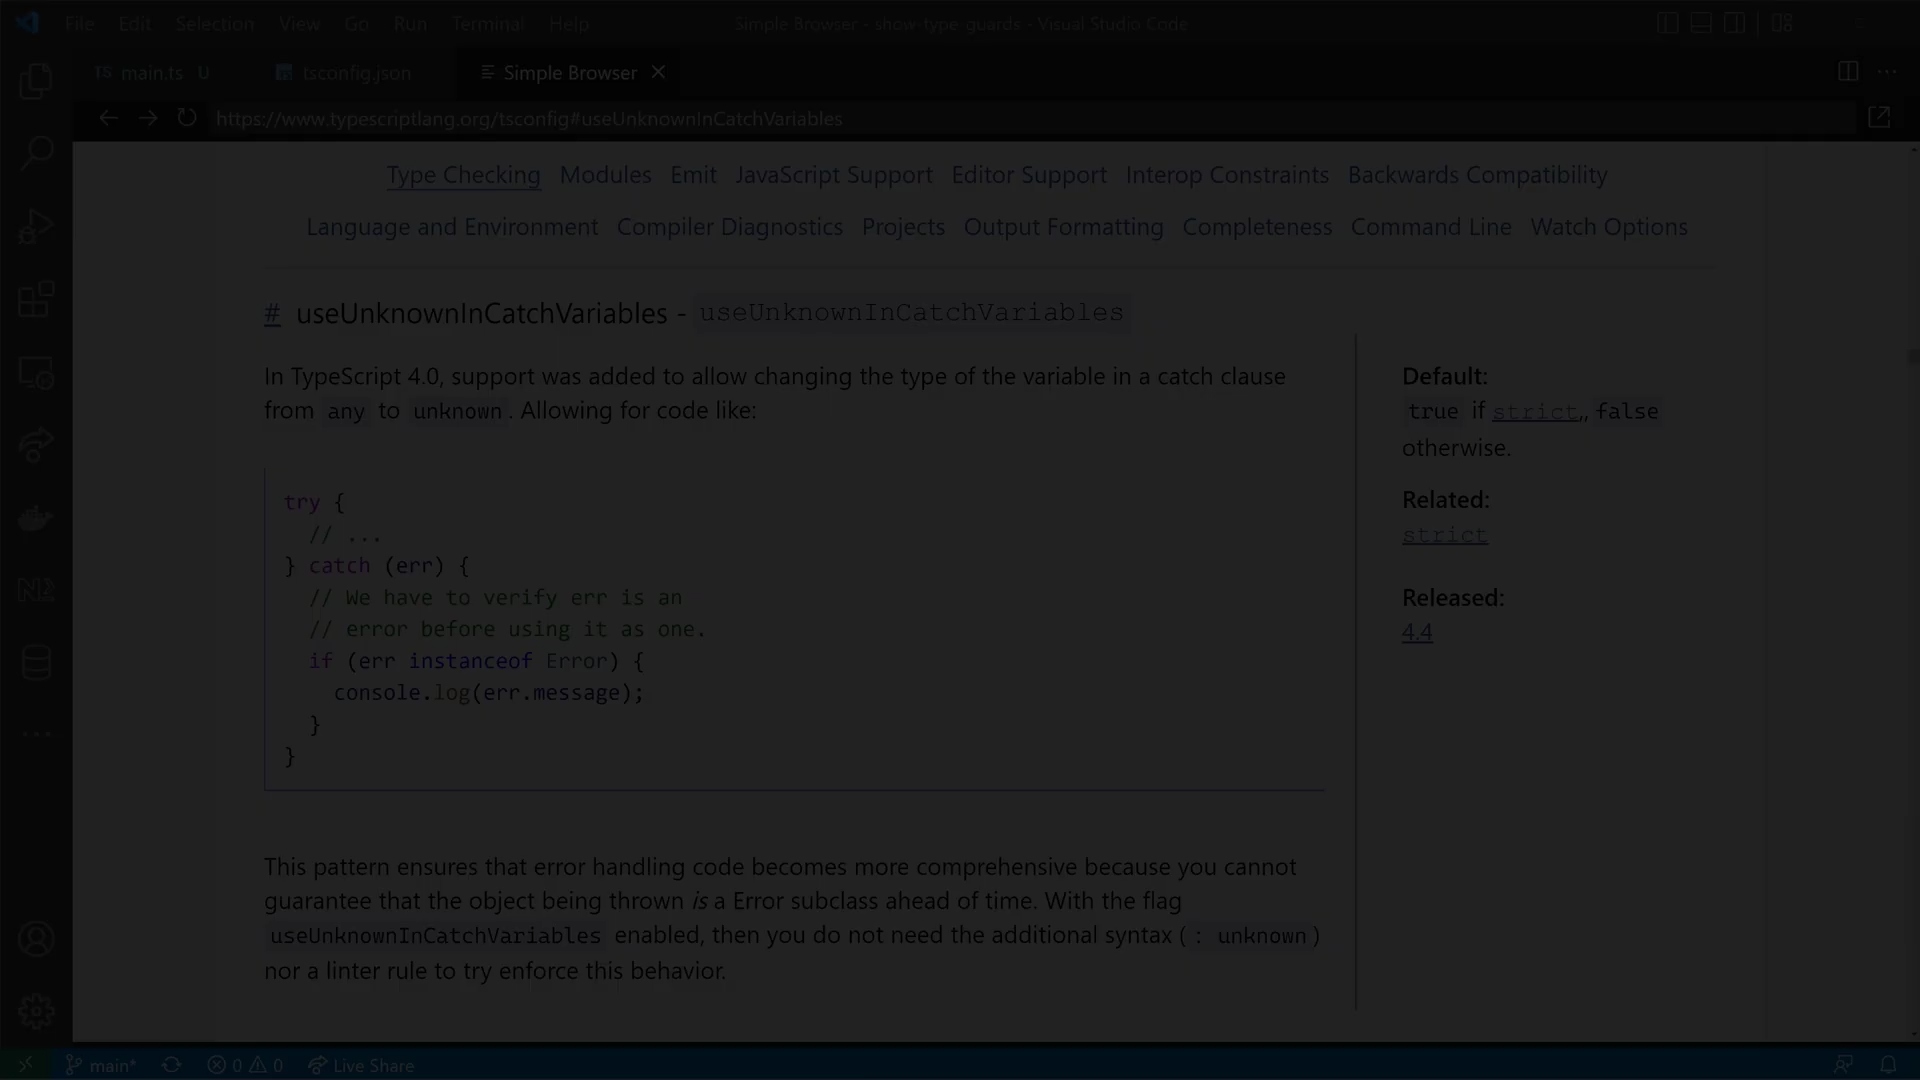 File Edit Selection View Go Run Terminal Help Simple Browser - show-type-guards - Visual Studio Code
TS main.ts U tsconfig.json Simple Browser
https://www.typescriptlang.org/tsconfig#useUnknownInCatchVariables
Type Checking Modules Emit JavaScript Support Editor Support Interop Constraints Backwards Compatibility
Language and Environment Compiler Diagnostics Projects Output Formatting Completeness Command Line Watch Options
# useUnknownInCatchVariables - useUnknownInCatchVariables
In TypeScript 4.0, support was added to allow changing the type of the variable in a catch clause
from any to unknown. Allowing for code like:
try {
// ...
} catch (err) {
// We have to verify err is an
// error before using it as one.
if (err instanceof Error) {
console.log(err.message);
}
}
This pattern ensures that error handling code becomes more comprehensive because you cannot
guarantee that the object being thrown is a Error subclass ahead of time. With the flag
useUnknownInCatchVariables enabled, then you do not need the additional syntax (: unknown)
nor a linter rule to try enforce this behavior.
Default:
true if strict,, false
otherwise.
Related:
strict
Released:
4.4
main* 0 0 Live Share